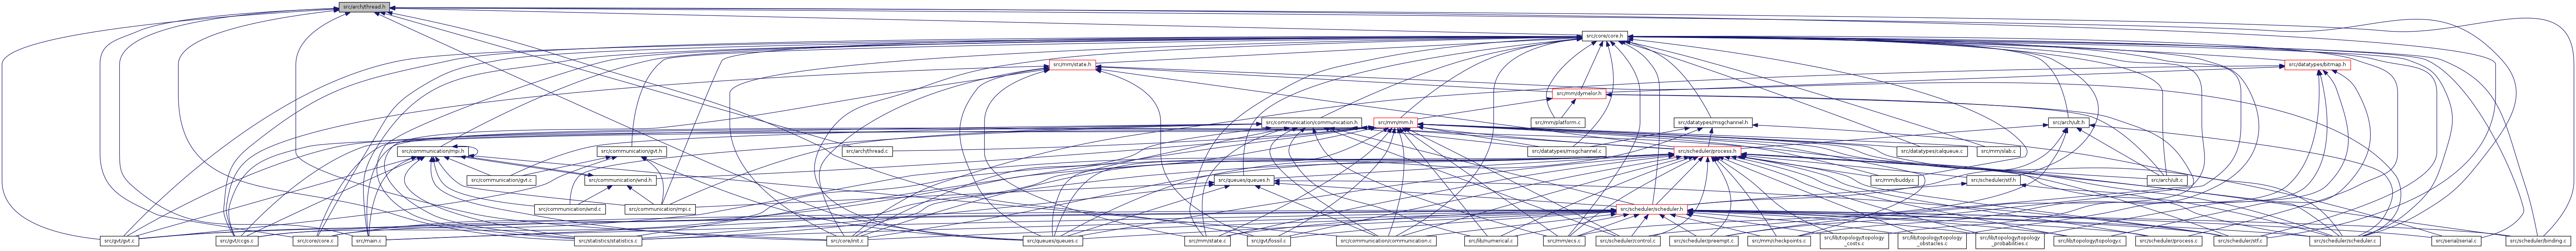 src/arch/thread.h
src/core/core.h
src/mm/state.h
src/datatypes/bitmap.h
src/mm/dymelor.h
src/communication/communication.h
src/mm/mm.h
src/mm/platform.c
src/datatypes/msgchannel.h
src/arch/ult.h
src/communication/mpi.h
src/arch/thread.c
src/communication/gvt.h
src/datatypes/msgchannel.c
src/scheduler/process.h
src/datatypes/calqueue.c
src/mm/slab.c
src/communication/gvt.c
src/communication/wnd.h
src/queues/queues.h
src/mm/buddy.c
src/scheduler/stf.h
src/arch/ult.c
src/communication/wnd.c
src/communication/mpi.c
src/scheduler/scheduler.h
src/gvt/gvt.c
src/gvt/ccgs.c
src/core/core.c
src/main.c
src/statistics/statistics.c
src/core/init.c
src/queues/queues.c
src/mm/state.c
src/gvt/fossil.c
src/communication/communication.c
src/lib/numerical.c
src/mm/ecs.c
src/scheduler/control.c
src/scheduler/preempt.c
src/mm/checkpoints.c
src/lib/topology/topology
_costs.c
src/lib/topology/topology
_obstacles.c
src/lib/topology/topology
_probabilities.c
src/lib/topology/topology.c
src/scheduler/process.c
src/scheduler/stf.c
src/scheduler/scheduler.c
src/serial/serial.c
src/scheduler/binding.c